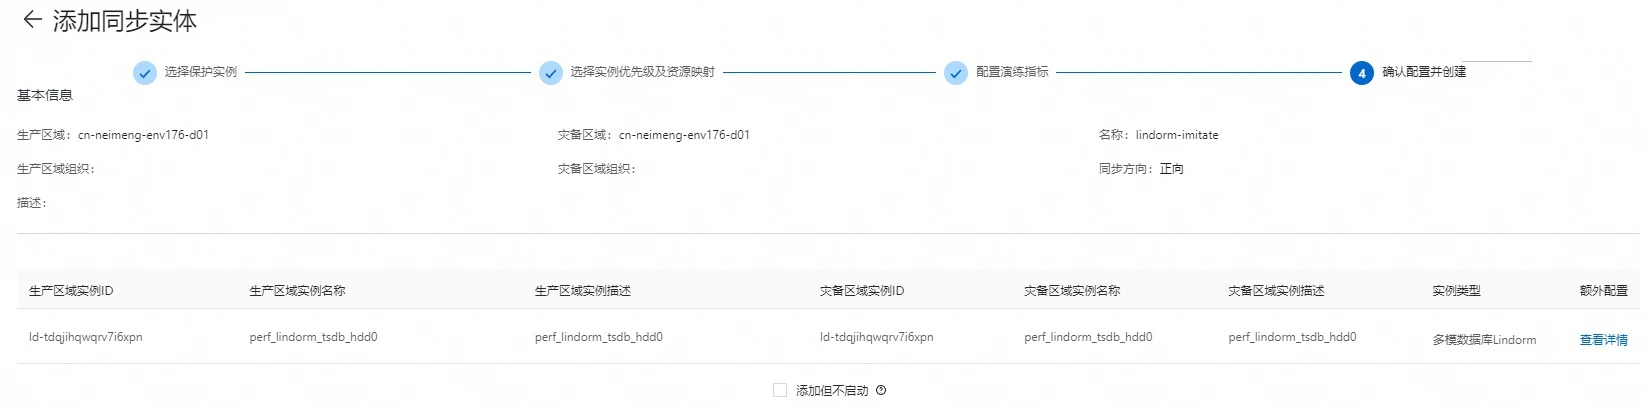 添加同步实体
选择保护实例 选择实例优先级及资源映射 配置演练指标 4 确认配置并创建
基本信息
生产区域: cn-neimeng-env176-d01 灾备区域: cn-neimeng-env176-d01 名称: lindorm-imitate
生产区域组织: 灾备区域组织: 同步方向: 正向
描述:
生产区域实例ID 生产区域实例名称 生产区域实例描述 灾备区域实例ID 灾备区域实例名称 灾备区域实例描述 实例类型 额外配置
ld-tdqjihqwqrv7i6xpn perf_lindorm_tsdb_hdd0 perf_lindorm_tsdb_hdd0 ld-tdqjihqwqrv7i6xpn perf_lindorm_tsdb_hdd0 perf_lindorm_tsdb_hdd0 多模数据库Lindorm 查看详情
添加但不启动